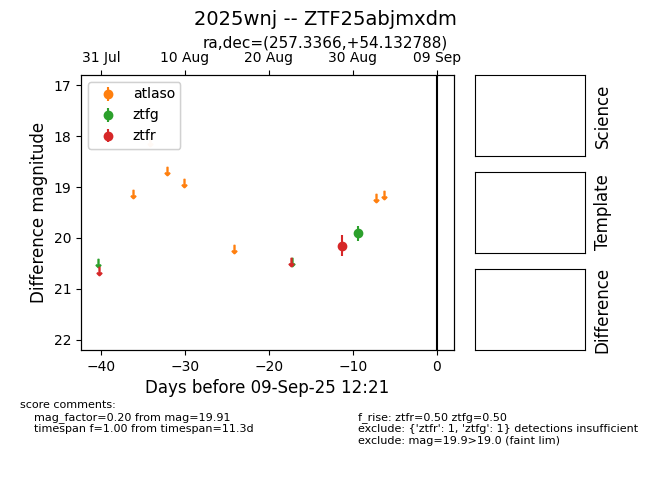 2025wnj -- ZTF25abjmxdm
ra,dec=(257.3366,+54.132788)
31 Jul 10 Aug 20 Aug 30 Aug 09 Sep
atlaso
ztfg
ztfr
17
18
19
20
21
22
Difference magnitude
−40 −30 −20 −10 0
Days before 09-Sep-25 12:21
Science
Template
Difference
score comments:
mag_factor=0.20 from mag=19.91
timespan f=1.00 from timespan=11.3d
f_rise: ztfr=0.50 ztfg=0.50
exclude: {'ztfr': 1, 'ztfg': 1} detections insufficient
exclude: mag=19.9>19.0 (faint lim)